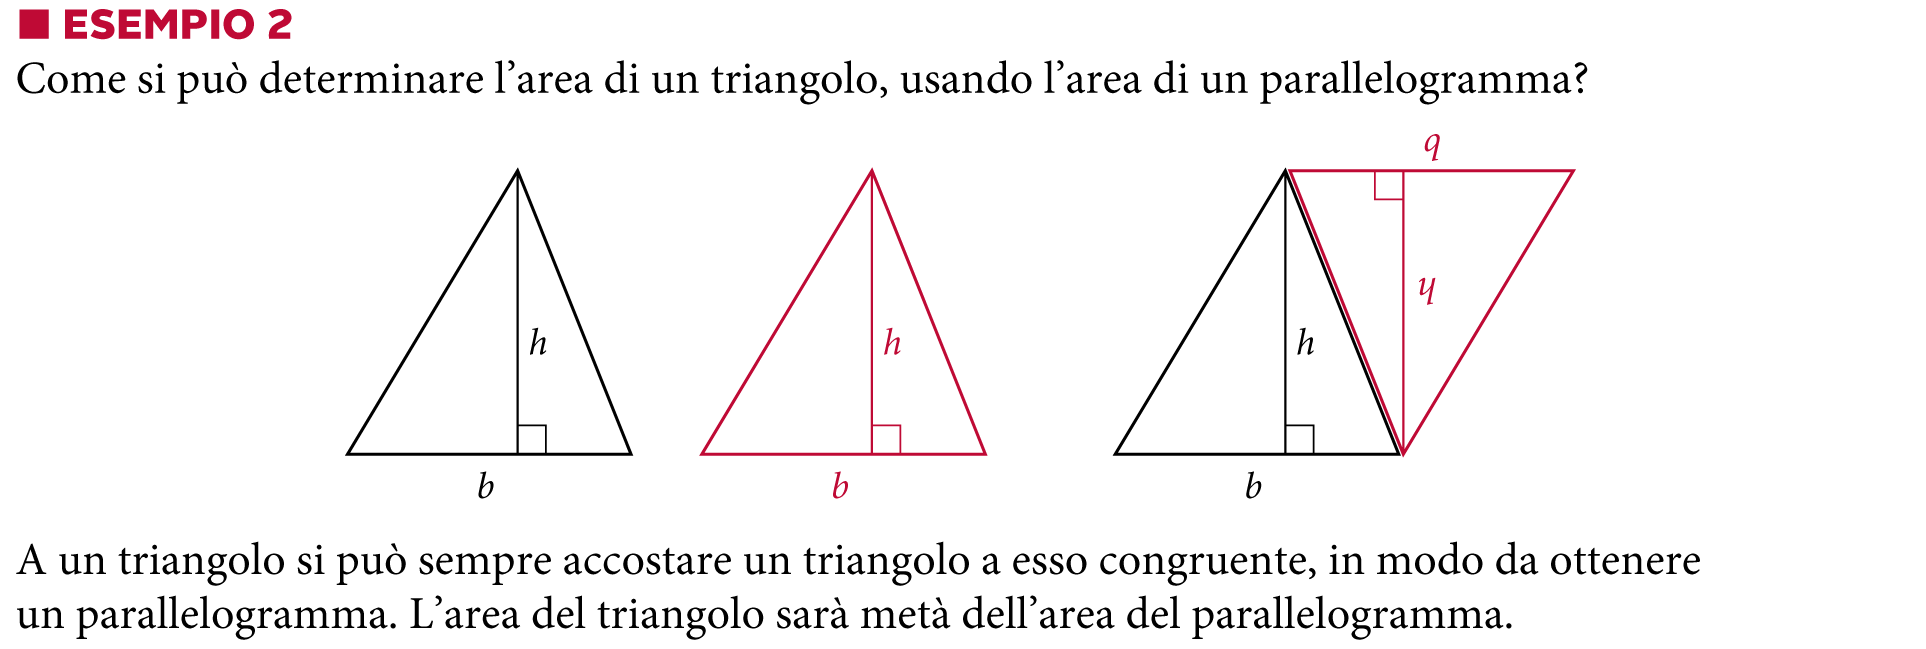 ESEMPIO 2
Come si può determinare l’area di un triangolo, usando l’area di un parallelogramma?
b
h
h
h
y
b
b
b
A un triangolo si può sempre accostare un triangolo a esso congruente, in modo da ottenere
un parallelogramma. L’area del triangolo sarà metà dell’area del parallelogramma.